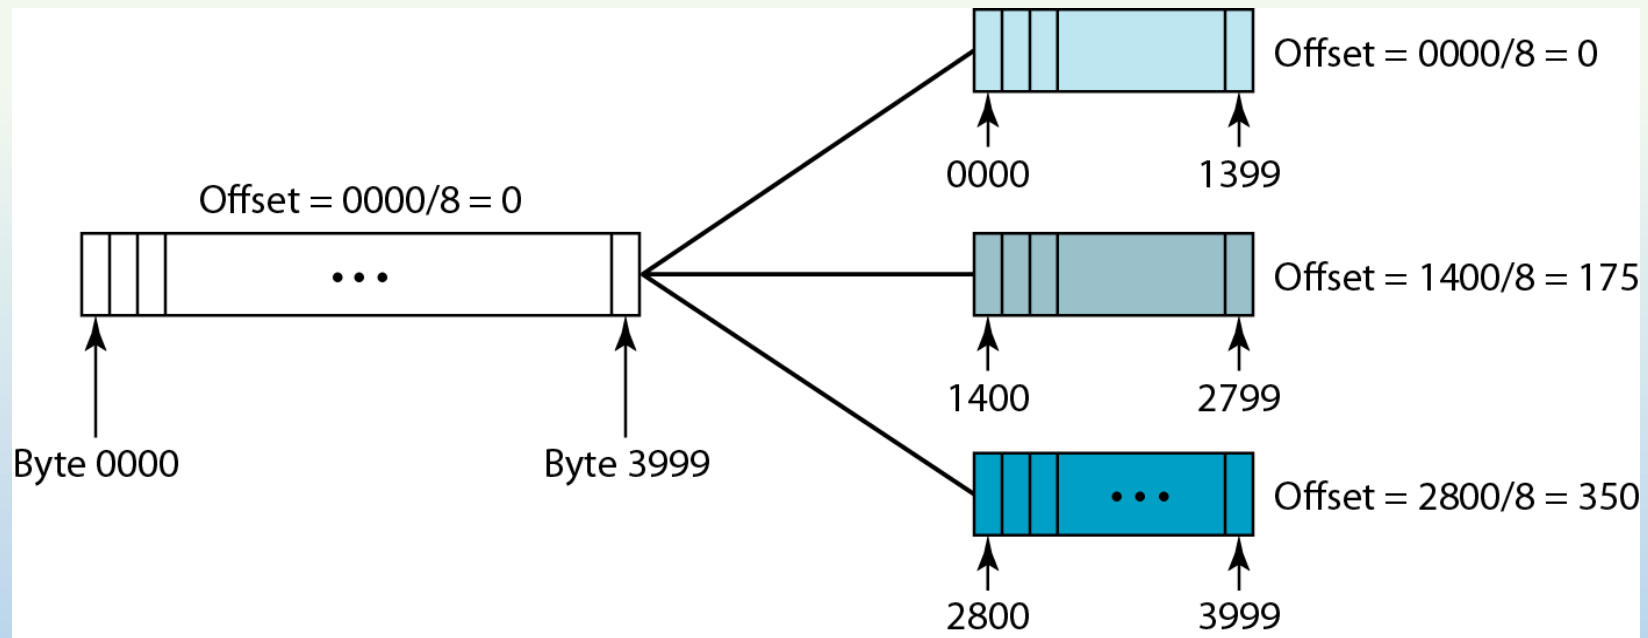 Offset = 0000/8 = 0
Byte 0000
Byte 3999
Offset = 0000/8 = 0
0000
1399
Offset = 1400/8 = 175
1400
2799
Offset = 2800/8 = 350
2800
3999